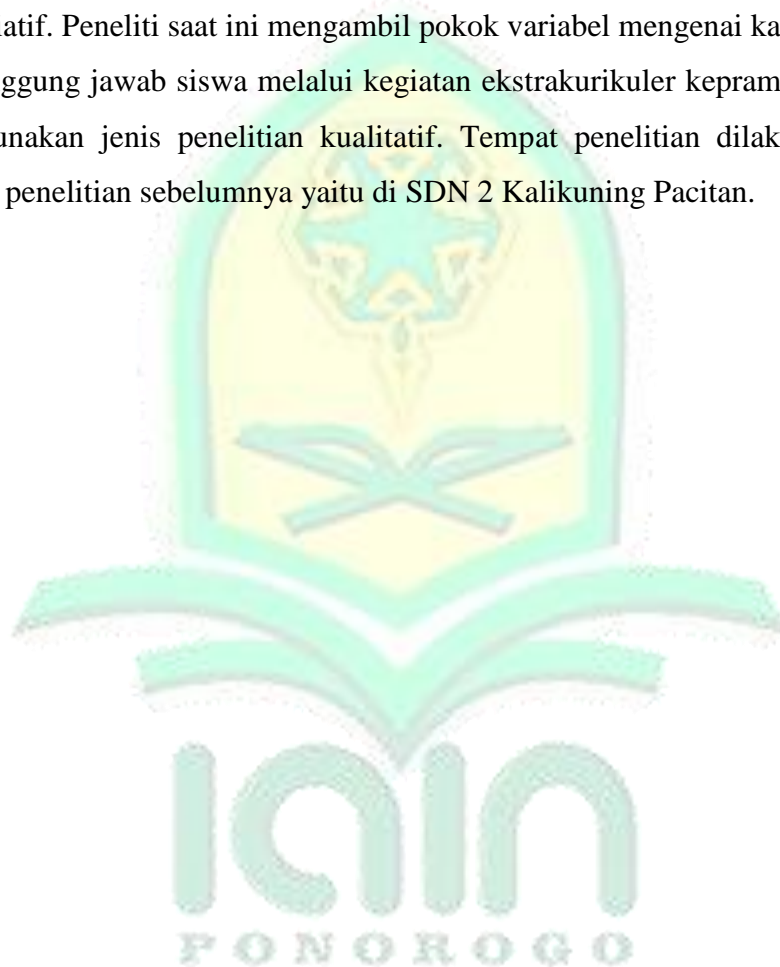 iatif. Peneliti saat ini mengambil pokok variabel mengenai ka
ggung jawab siswa melalui kegiatan ekstrakurikuler kepram
unakan jenis penelitian kualitatif. Tempat penelitian dilak
penelitian sebelumnya yaitu di SDN 2 Kalikuning Pacitan.
iain
PONOROGO